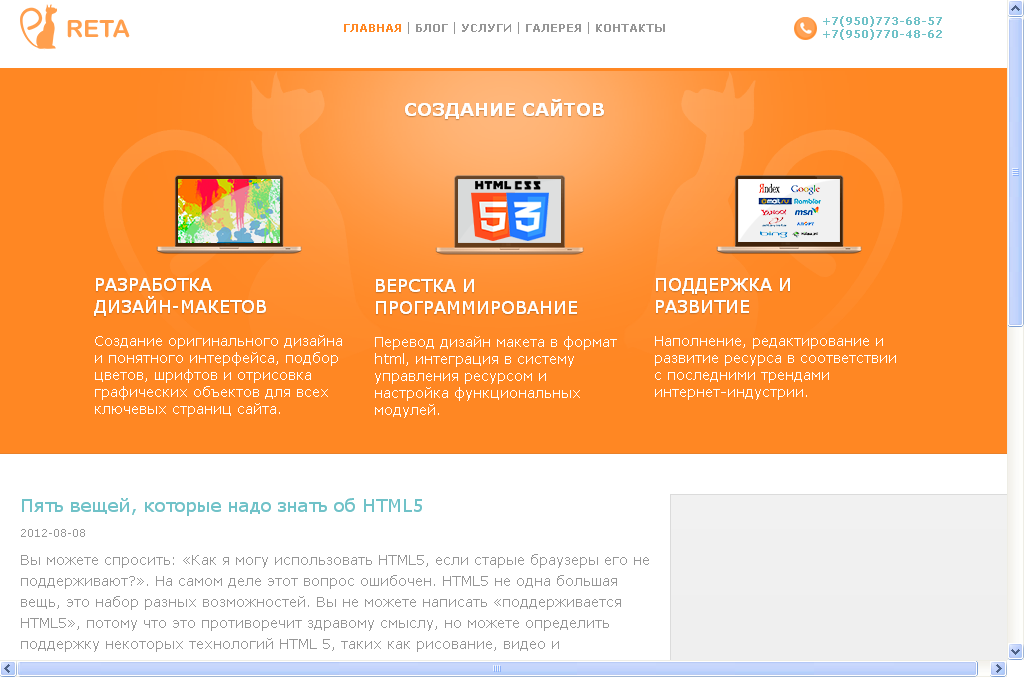 RETA
ГЛАВНАЯ | БЛОГ | УСЛУГИ | ГАЛЕРЕЯ | КОНТАКТЫ
+7(950)773-68-57
+7(950)770-48-62
СОЗДАНИЕ САЙТОВ
HTML CSS
5 3
Яndex Google
@mail.ru Rambler
Yahoo! msn
АПОРТ
bing
РАЗРАБОТКА
ДИЗАЙН-МАКЕТОВ
Создание оригинального дизайна
и понятного интерфейса, подбор
цветов, шрифтов и отрисовка
графических объектов для всех
ключевых страниц сайта.
ВЕРСТКА И
ПРОГРАММИРОВАНИЕ
Перевод дизайн макета в формат
html, интеграция в систему
управления ресурсом и
настройка функциональных
модулей.
ПОДДЕРЖКА И
РАЗВИТИЕ
Наполнение, редактирование и
развитие ресурса в соответствии
с последними трендами
интернет-индустрии.
Пять вещей, которые надо знать об HTML5
2012-08-08
Вы можете спросить: «Как я могу использовать HTML5, если старые браузеры его не
поддерживают?». На самом деле этот вопрос ошибочен. HTML5 не одна большая
вещь, это набор разных возможностей. Вы не можете написать «поддерживается
HTML5», потому что это противоречит здравому смыслу, но можете определить
поддержку некоторых технологий HTML 5, таких как рисование, видео и